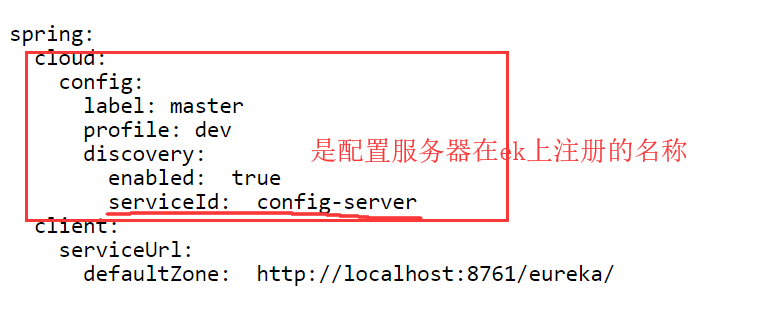 spring:
cloud:
config:
label: master
profile: dev
discovery:
是配置服务器在ek上注册的名称
enabled: true
serviceId: config-server
client:
serviceUrl:
defaultZone: http://localhost:8761/eureka/